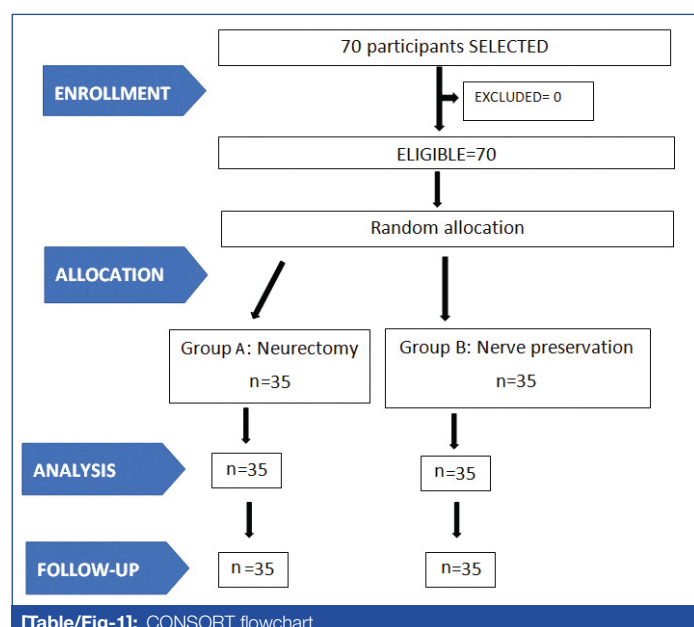 70 participants SELECTED
ENROLLMENT
EXCLUDED= 0
ELIGIBLE=70
Random allocation
ALLOCATION
Group A: Neurectomy
n=35
Group B: Nerve preservation
n=35
ANALYSIS
n=35
n=35
FOLLOW-UP
n=35
n=35
[Table/Fig-1]: CONSORT flowchart